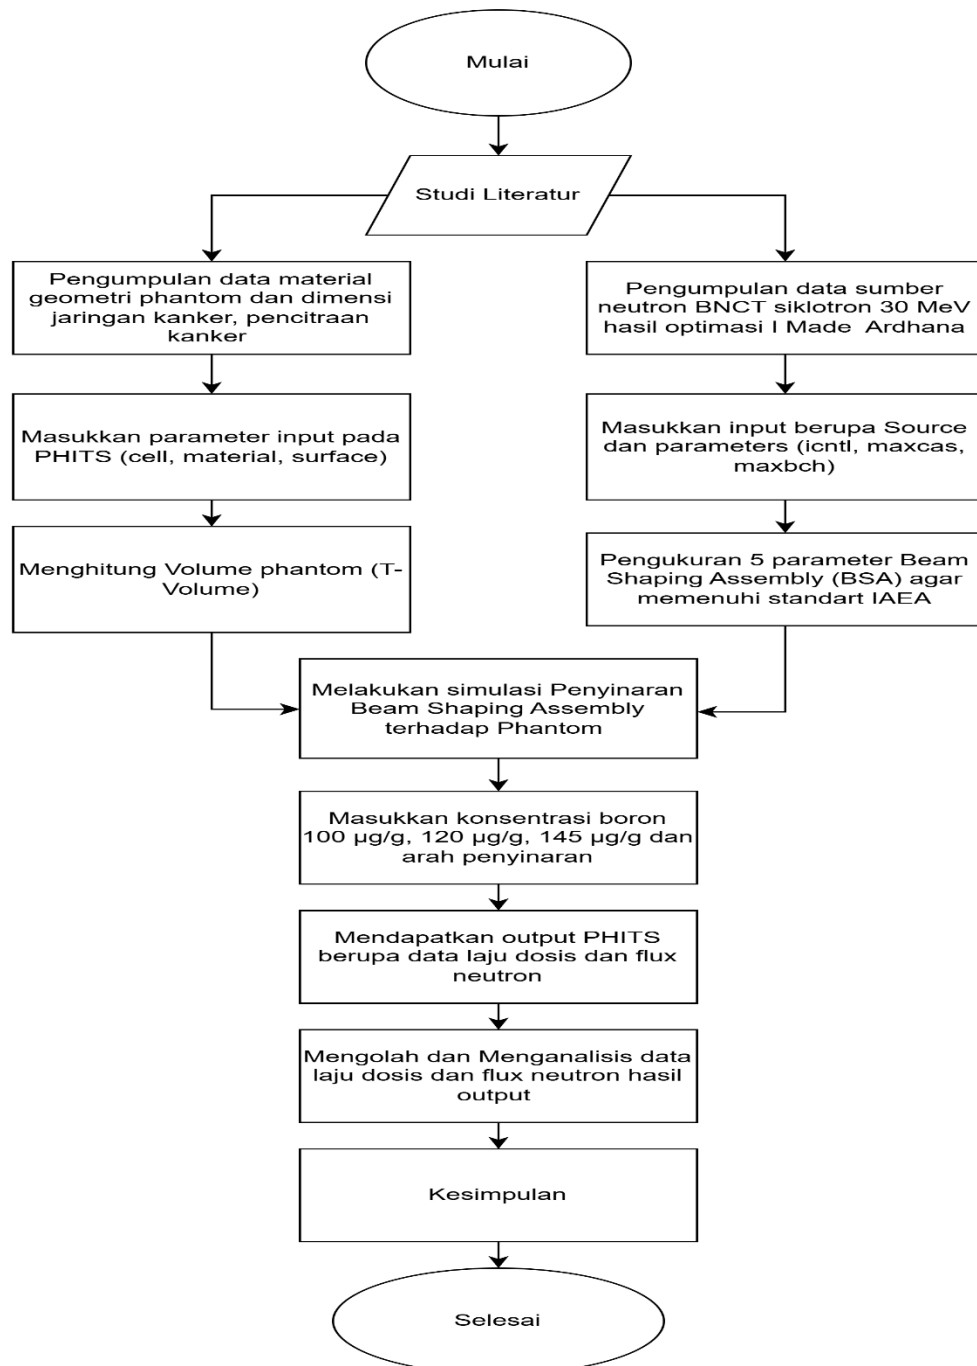 Mulai
Studi Literatur
Pengumpulan data material
geometri phantom dan dimensi
jaringan kanker, pencitraan
kanker
Masukkan parameter input pada
PHITS (cell, material, surface)
Menghitung Volume phantom (T-
Volume)
Pengumpulan data sumber
neutron BNCT siklotron 30 MeV
hasil optimasi I Made Ardhana
Masukkan input berupa Source
dan parameters (icntl, maxcas,
maxbch)
Pengukuran 5 parameter Beam
Shaping Assembly (BSA) agar
memenuhi standart IAEA
Melakukan simulasi Penyinaran
Beam Shaping Assembly
terhadap Phantom
Masukkan konsentrasi boron
100 µg/g, 120 µg/g, 145 µg/g dan
arah penyinaran
Mendapatkan output PHITS
berupa data laju dosis dan flux
neutron
Mengolah dan Menganalisis data
laju dosis dan flux neutron hasil
output
Kesimpulan
Selesai